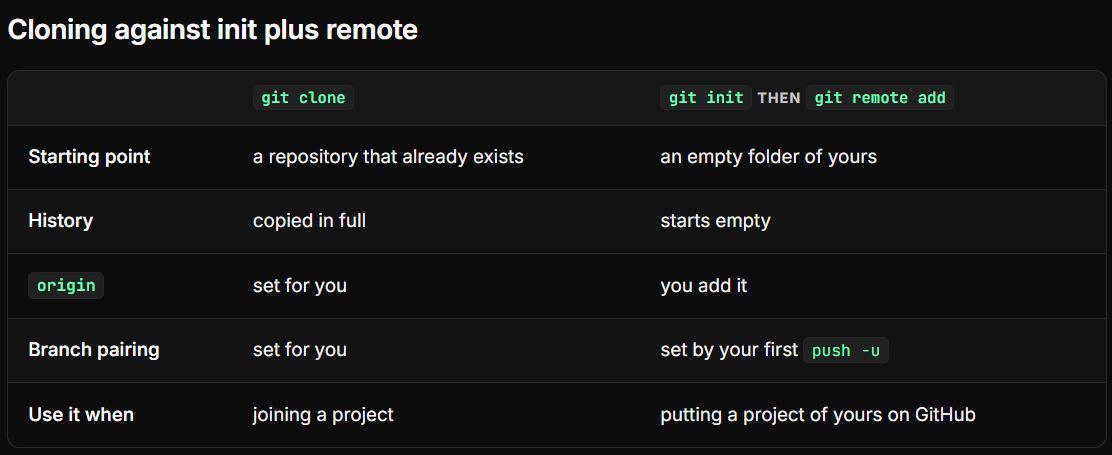 Cloning against init plus remote
git clone git init THEN git remote add
Starting point a repository that already exists an empty folder of yours
History copied in full starts empty
origin set for you you add it
Branch pairing set for you set by your first push -u
Use it when joining a project putting a project of yours on GitHub